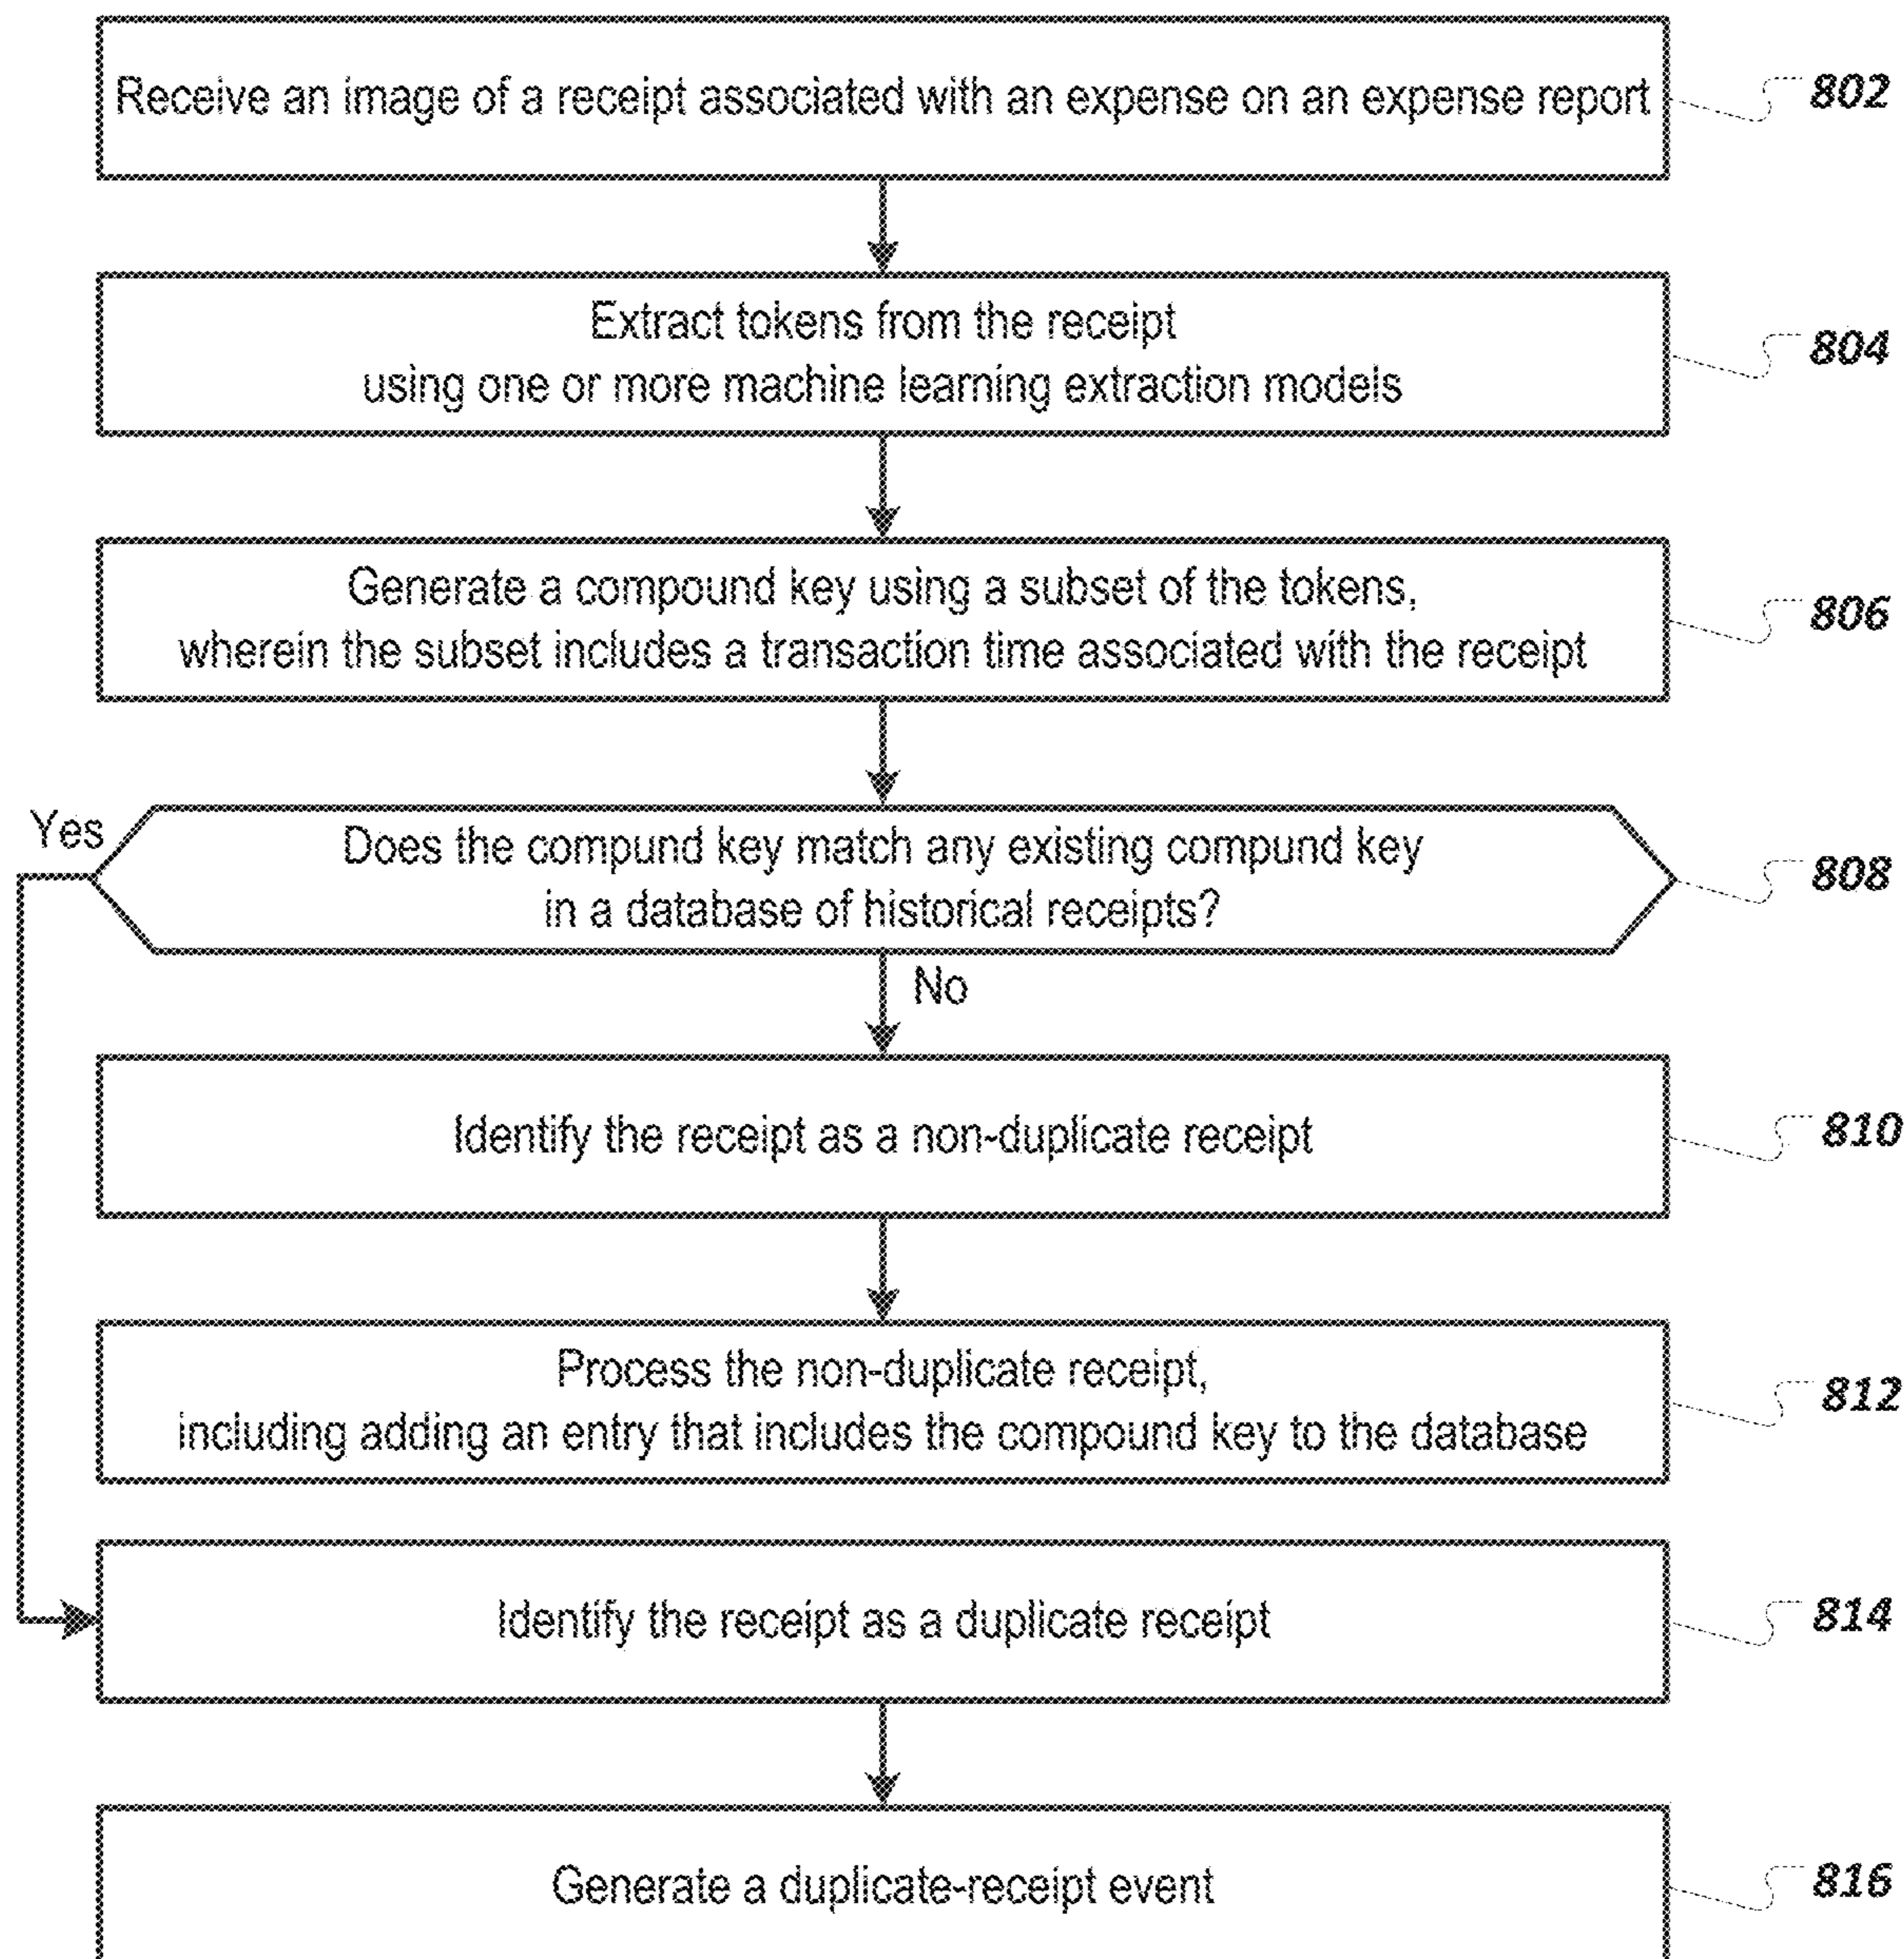 Receive an image of a receipt associated with an expense on an expense report
802
Extract tokens from the receipt
using one or more machine learning extraction models
804
Generate a compound key using a subset of the tokens,
wherein the subset includes a transaction time associated with the receipt
806
Yes
Does the compund key match any existing compund key
in a database of historical receipts?
808
No
Identify the receipt as a non-duplicate receipt
810
Process the non-duplicate receipt,
including adding an entry that includes the compound key to the database
812
Identify the receipt as a duplicate receipt
814
Generate a duplicate-receipt event
816